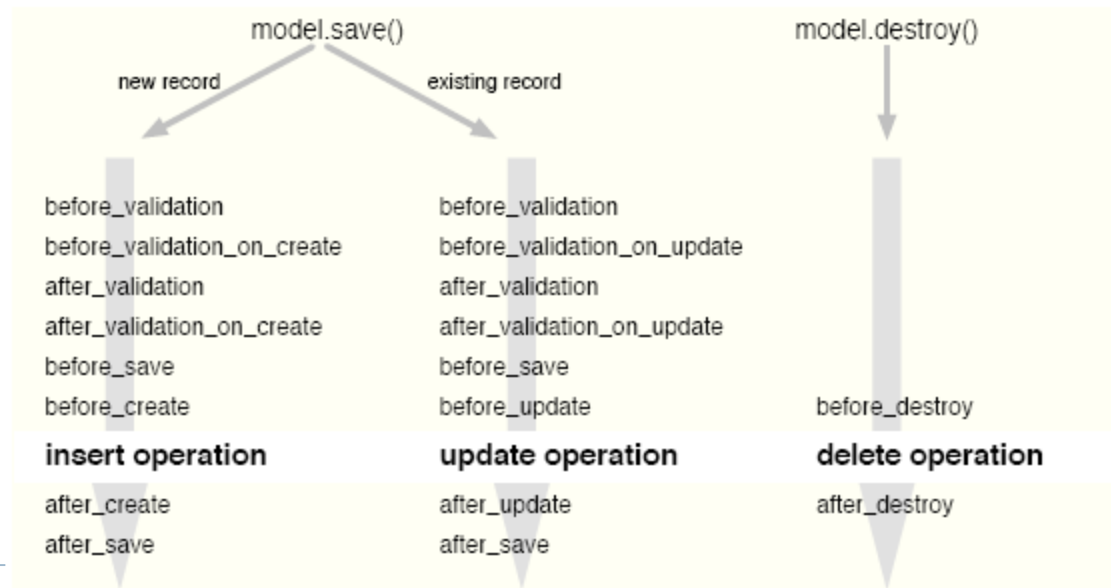 model.save()
model.destroy()
new record
existing record
before_validation
before_validation_on_create
after_validation
after_validation_on_create
before_save
before_create
insert operation
after_create
after_save
before_validation
before_validation_on_update
after_validation
after_validation_on_update
before_save
before_update
update operation
after_update
after_save
before_destroy
delete operation
after_destroy